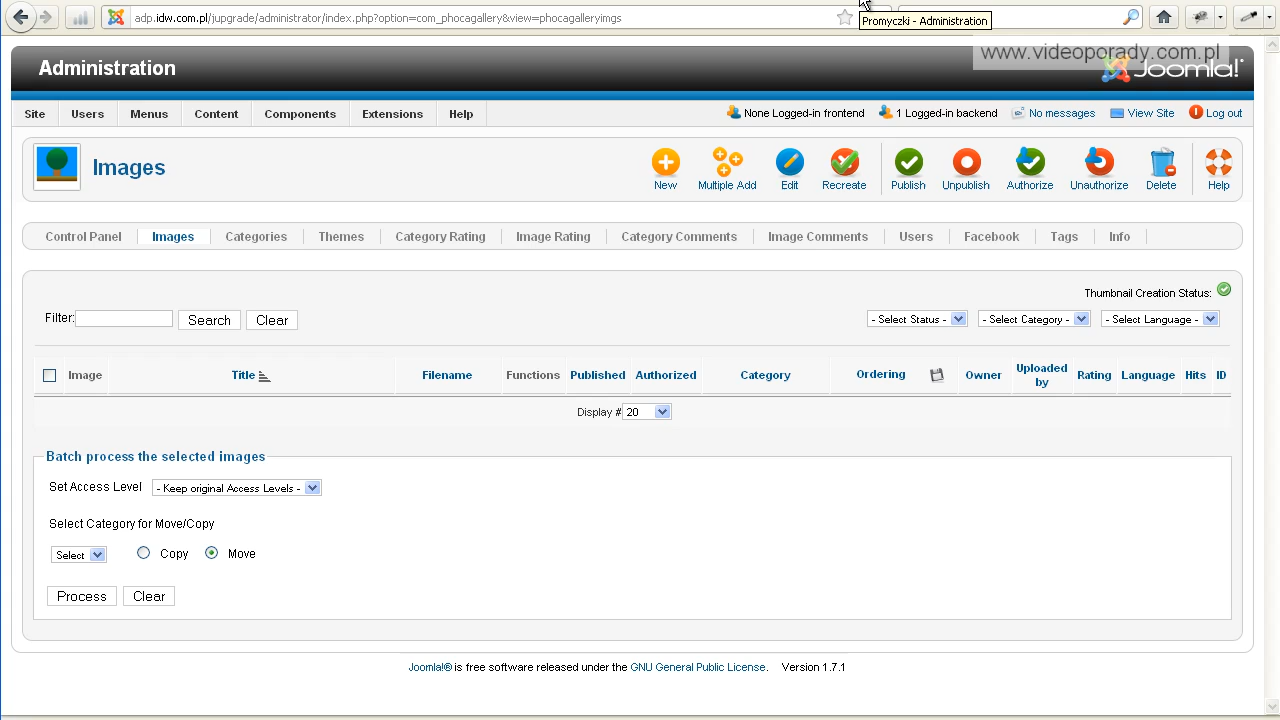 adp.idw.com.pl/jupgrade/administrator/index.php?option=com_phocagallery&view=phocagalleryimgs
Promyczki - Administration
www.videoporady.com.pl
Administration
Joomla!
Site Users Menus Content Components Extensions Help
None Logged-in frontend 1 Logged-in backend No messages View Site Log out
Images
New Multiple Add Edit Recreate Publish Unpublish Authorize Unauthorize Delete Help
Control Panel Images Categories Themes Category Rating Image Rating Category Comments Image Comments Users Facebook Tags Info
Thumbnail Creation Status:
Filter: Search Clear - Select Status - - Select Category - - Select Language -
Image Title Filename Functions Published Authorized Category Ordering Owner Uploaded by Rating Language Hits ID
Display # 20
Batch process the selected images
Set Access Level - Keep original Access Levels -
Select Category for Move/Copy
Select Copy Move
Process Clear
Joomla!® is free software released under the GNU General Public License. Version 1.7.1